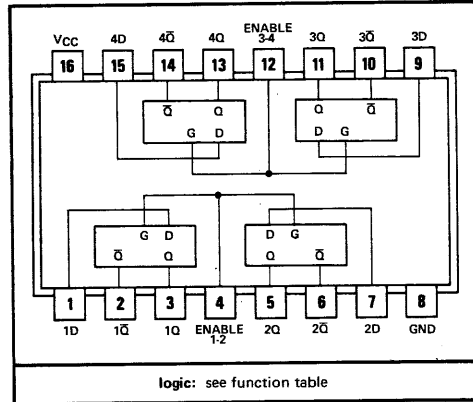 ENABLE
VCC 4D 4Q̅ 4Q 3-4 3Q 3Q̅ 3D
16 15 14 13 12 11 10 9
Q̅ Q Q Q̅
G D D G
G D D G
Q̅ Q Q Q̅
1 2 3 4 5 6 7 8
1D 1Q̅ 1Q ENABLE 2Q 2Q̅ 2D GND
1-2
logic: see function table